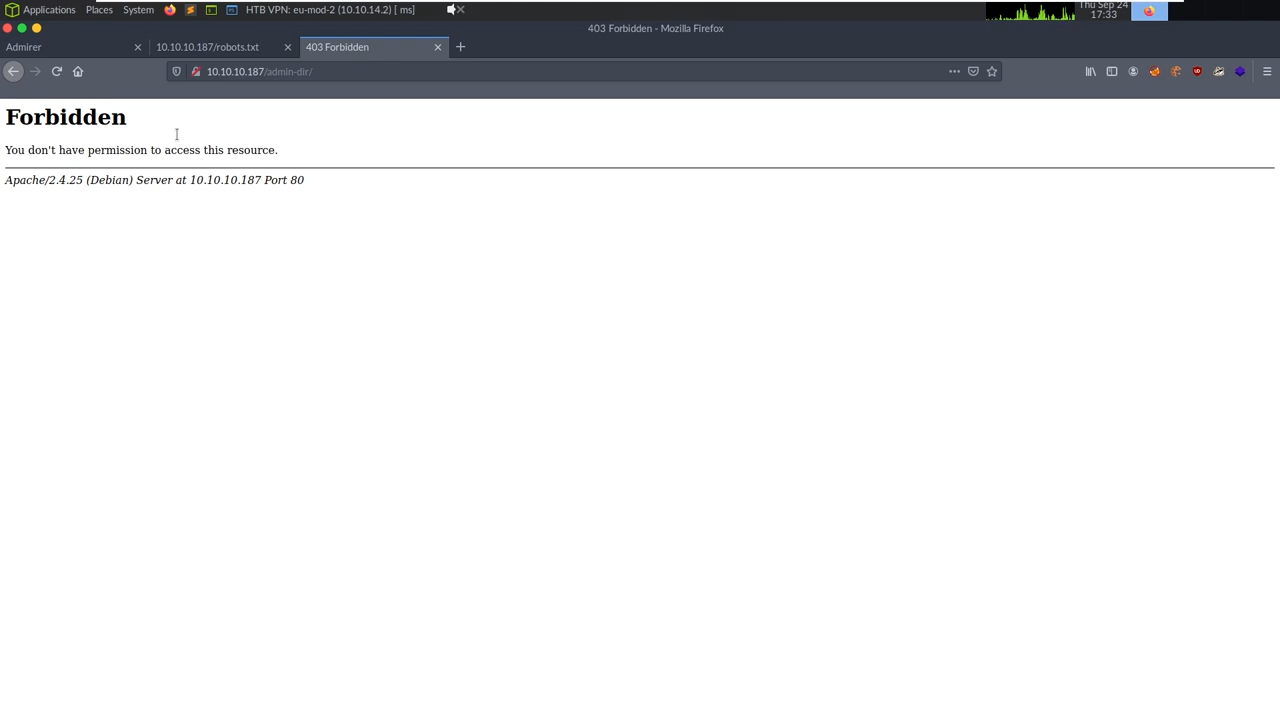 Applications Places System HTB VPN: eu-mod-2 (10.10.14.2) [ ms] Thu Sep 24
17:33
403 Forbidden - Mozilla Firefox
Admirer 10.10.10.187/robots.txt 403 Forbidden
10.10.10.187/admin-dir/
Forbidden
You don't have permission to access this resource.
Apache/2.4.25 (Debian) Server at 10.10.10.187 Port 80